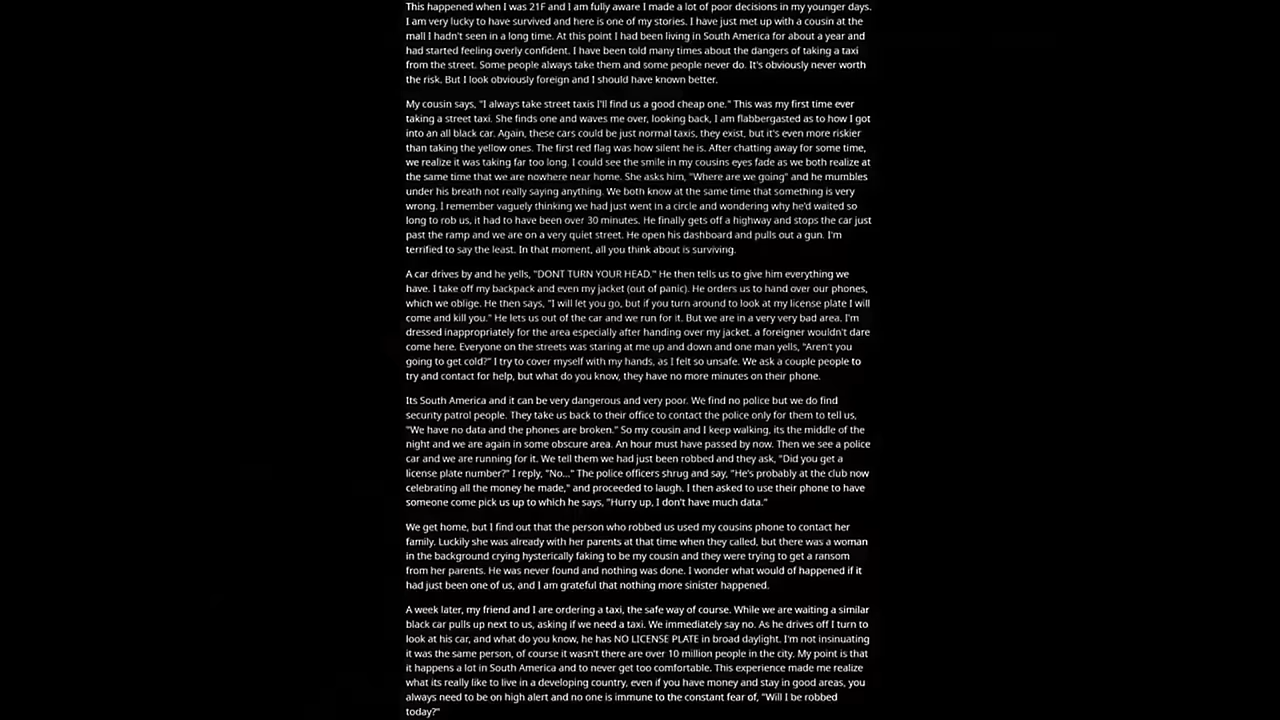 This happened when I was 21F and I am fully aware I made a lot of poor decisions in my younger days.
I am very lucky to have survived and here is one of my stories. I have just met up with a cousin at the
mall I hadn't seen in a long time. At this point I had been living in South America for about a year and
had started feeling overly confident. I have been told many times about the dangers of taking a taxi
from the street. Some people always take them and some people never do. It's obviously never worth
the risk. But I look obviously foreign and I should have known better.
My cousin says, "I always take street taxis I'll find us a good cheap one." This was my first time ever
taking a street taxi. She finds one and waves me over, looking back, I am flabbergasted as to how I got
into an all black car. Again, these cars could be just normal taxis, they exist, but it's even more riskier
than taking the yellow ones. The first red flag was how silent he is. After chatting away for some time,
we realize it was taking far too long. I could see the smile in my cousins eyes fade as we both realize at
the same time that we are nowhere near home. She asks him, "Where are we going" and he mumbles
under his breath not really saying anything. We both know at the same time that something is very
wrong. I remember vaguely thinking we had just went in a circle and wondering why he'd waited so
long to rob us, it had to have been over 30 minutes. He finally gets off a highway and stops the car just
past the ramp and we are on a very quiet street. He open his dashboard and pulls out a gun. I'm
terrified to say the least. In that moment, all you think about is surviving.
A car drives by and he yells, "DONT TURN YOUR HEAD." He then tells us to give him everything we
have. I take off my backpack and even my jacket (out of panic). He orders us to hand over our phones,
which we oblige. He then says, "I will let you go, but if you turn around to look at my license plate I will
come and kill you." He lets us out of the car and we run for it. But we are in a very very bad area. I'm
dressed inappropriately for the area especially after handing over my jacket. a foreigner wouldn't dare
come here. Everyone on the streets was staring at me up and down and one man yells, "Aren't you
going to get cold?" I try to cover myself with my hands, as I felt so unsafe. We ask a couple people to
try and contact for help, but what do you know, they have no more minutes on their phone.
Its South America and it can be very dangerous and very poor. We find no police but we do find
security patrol people. They take us back to their office to contact the police only for them to tell us,
"We have no data and the phones are broken." So my cousin and I keep walking, its the middle of the
night and we are again in some obscure area. An hour must have passed by now. Then we see a police
car and we are running for it. We tell them we had just been robbed and they ask, "Did you get a
license plate number?" I reply, "No..." The police officers shrug and say, "He's probably at the club now
celebrating all the money he made," and proceeded to laugh. I then asked to use their phone to have
someone come pick us up to which he says, "Hurry up, I don't have much data."
We get home, but I find out that the person who robbed us used my cousins phone to contact her
family. Luckily she was already with her parents at that time when they called, but there was a woman
in the background crying hysterically faking to be my cousin and they were trying to get a ransom
from her parents. He was never found and nothing was done. I wonder what would of happened if it
had just been one of us, and I am grateful that nothing more sinister happened.
A week later, my friend and I are ordering a taxi, the safe way of course. While we are waiting a similar
black car pulls up next to us, asking if we need a taxi. We immediately say no. As he drives off I turn to
look at his car, and what do you know, he has NO LICENSE PLATE in broad daylight. I'm not insinuating
it was the same person, of course it wasn't there are over 10 million people in the city. My point is that
it happens a lot in South America and to never get too comfortable. This experience made me realize
what its really like to live in a developing country, even if you have money and stay in good areas, you
always need to be on high alert and no one is immune to the constant fear of, "Will I be robbed
today?"